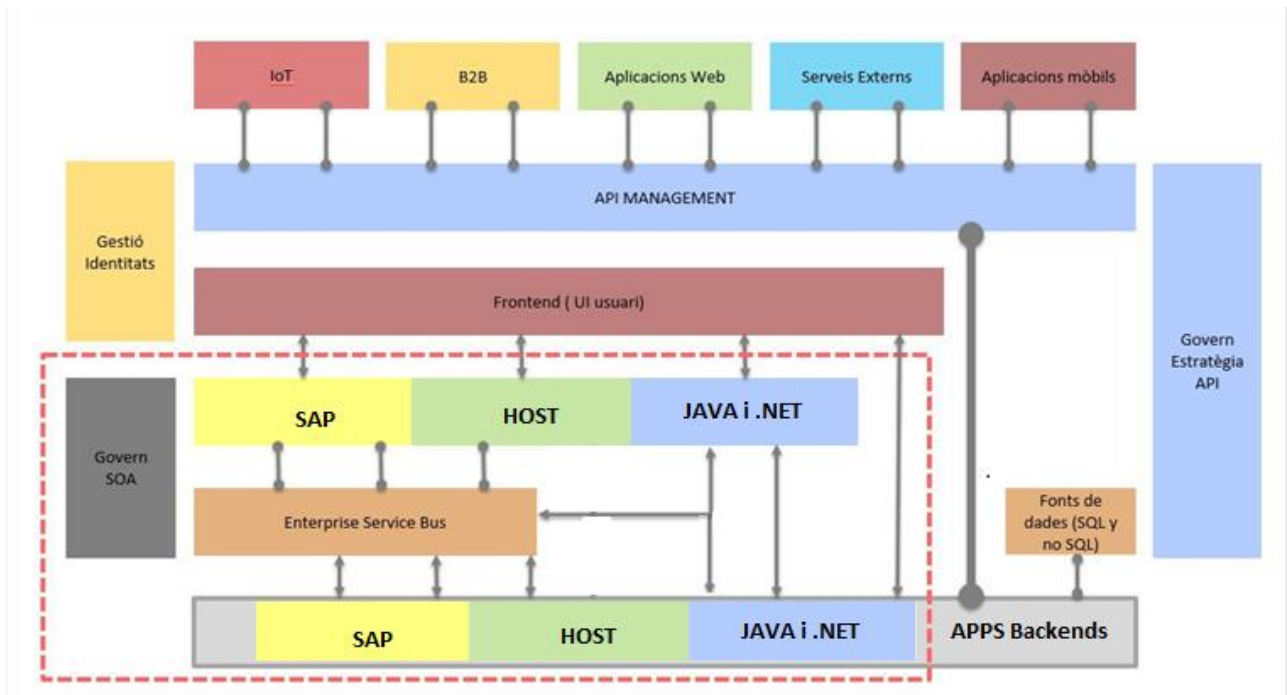 IoT
B2B
Aplicacions Web
Serveis Externs
Aplicacions mòbils
API MANAGEMENT
Gestió
Identitats
Frontend ( UI usuari)
Govern
Estratègia
API
SAP
HOST
JAVA i .NET
Govern
SOA
Enterprise Service Bus
Fonts de
dades (SQL y
no SQL)
SAP
HOST
JAVA i .NET
APPS Backends